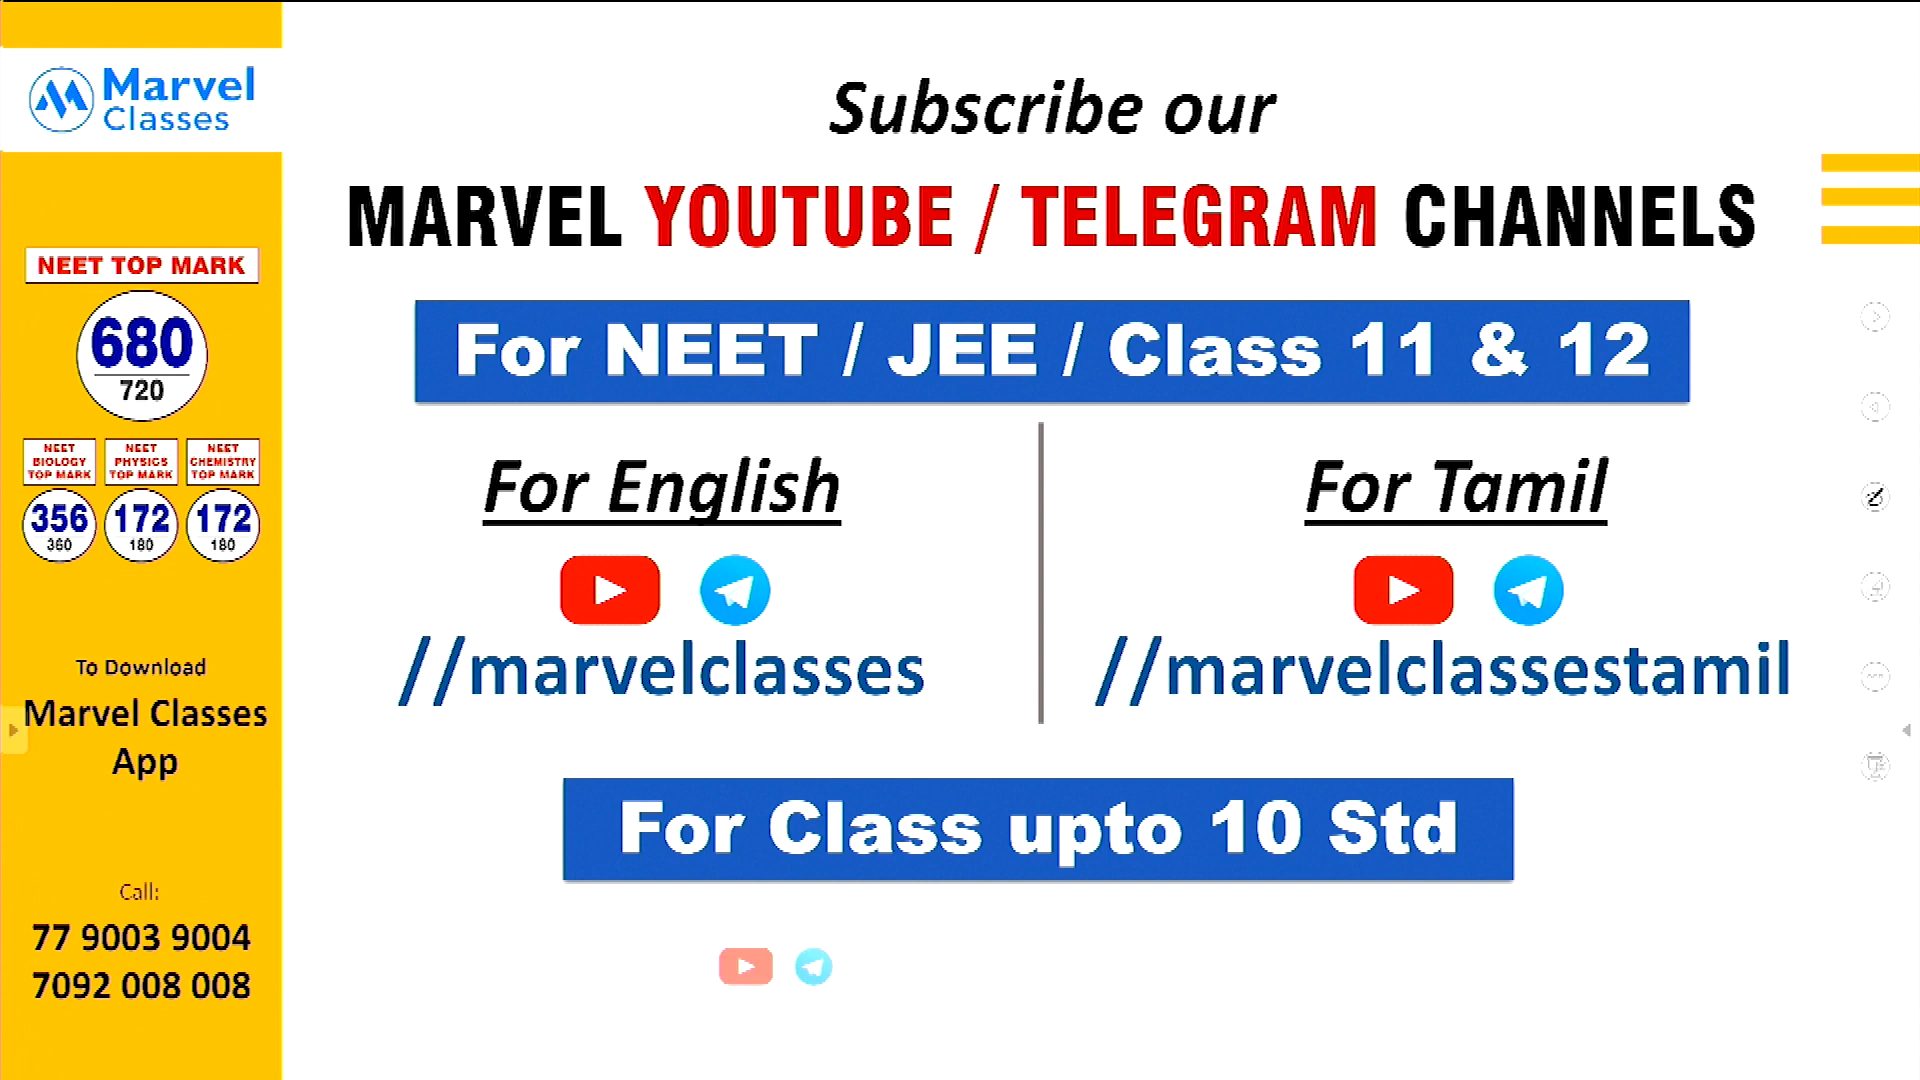 Marvel
Classes
NEET TOP MARK
680
720
NEET
BIOLOGY
TOP MARK
356
360
NEET
PHYSICS
TOP MARK
172
180
NEET
CHEMISTRY
TOP MARK
172
180
To Download
Marvel Classes
App
Call:
77 9003 9004
7092 008 008
Subscribe our
MARVEL YOUTUBE / TELEGRAM CHANNELS
For NEET / JEE / Class 11 & 12
For English
//marvelclasses
For Tamil
//marvelclassestamil
For Class upto 10 Std